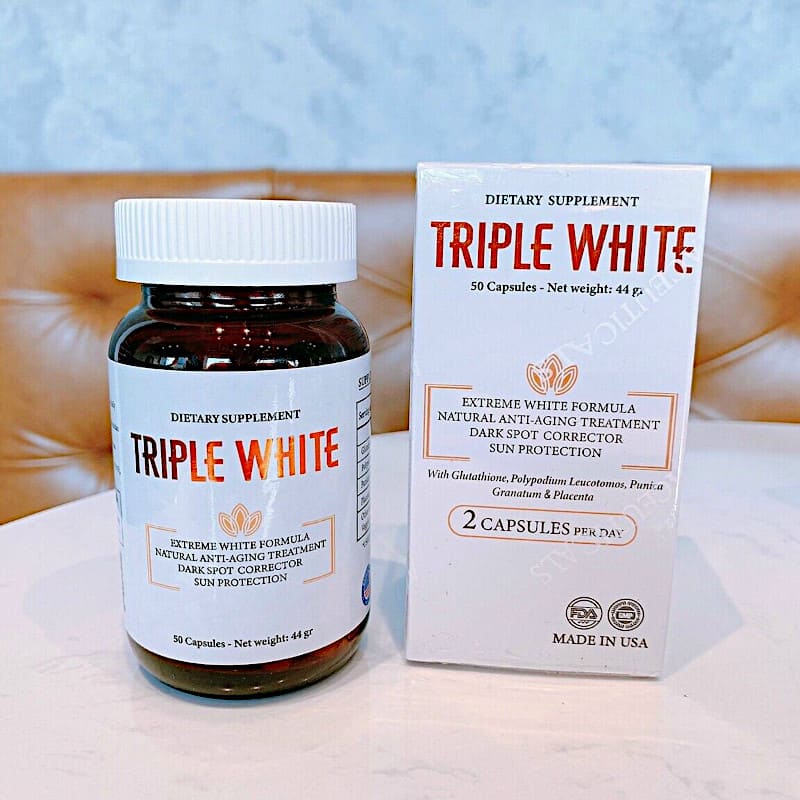 DIETARY SUPPLEMENT
TRIPLE WHITE
EXTREME WHITE FORMULA
NATURAL ANTI-AGING TREATMENT
DARK SPOT CORRECTOR
SUN PROTECTION
50 Capsules - Net weight: 44 gr
DIETARY SUPPLEMENT
TRIPLE WHITE
50 Capsules - Net weight: 44 gr
EXTREME WHITE FORMULA
NATURAL ANTI-AGING TREATMENT
DARK SPOT CORRECTOR
SUN PROTECTION
With Glutathione, Polypodium Leucotomos, Punica
Granatum & Placenta
2 CAPSULES PER DAY
FDA
GMP
MADE IN USA